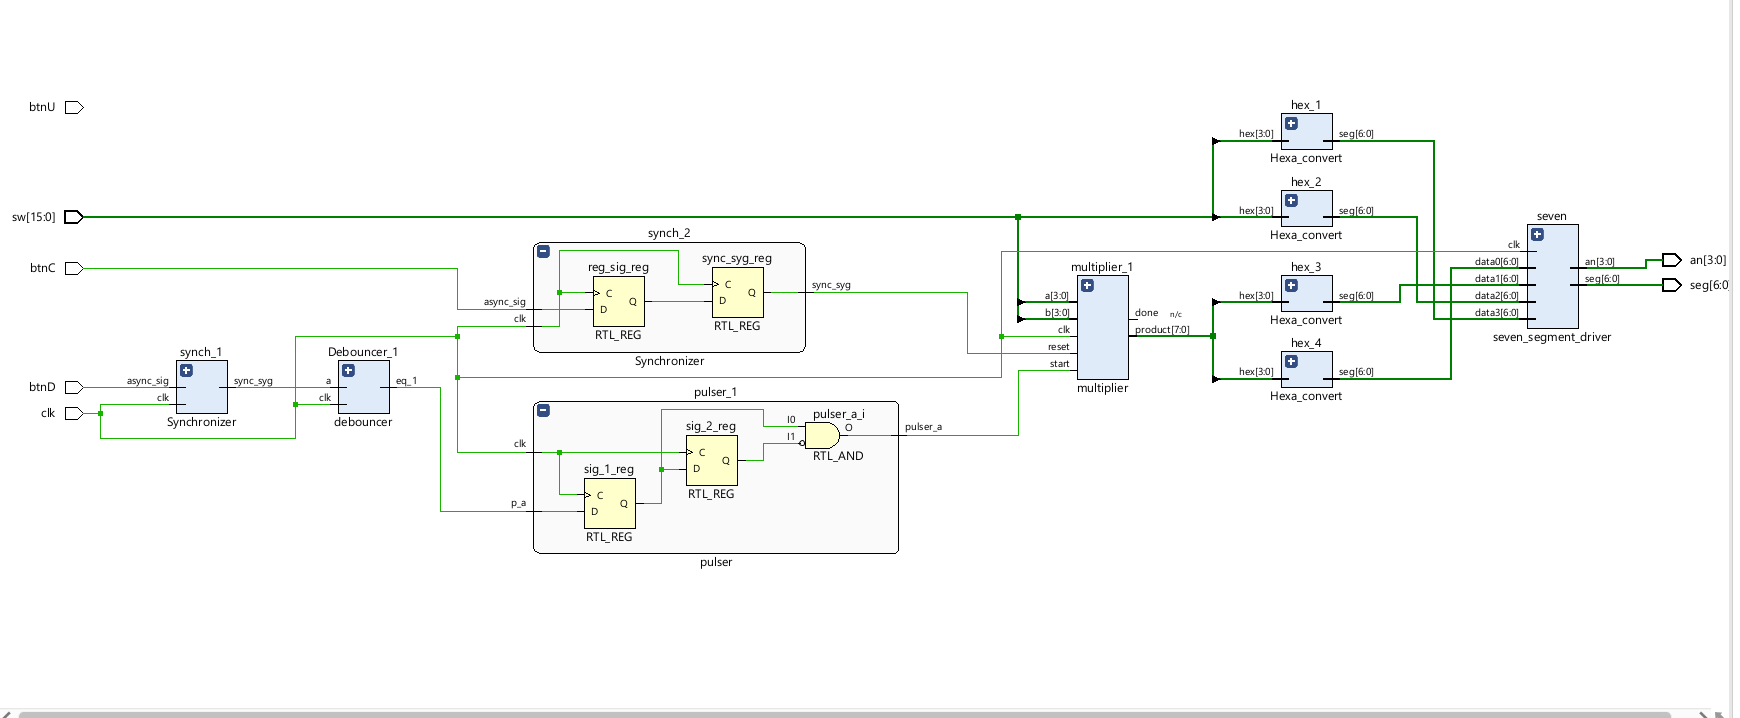 btnU
hex_1
hex[3:0]
seg[6:0]
Hexa_convert
hex_2
sw[15:0]
hex[3:0]
seg[6:0]
Hexa_convert
seven
synch_2
clk
btnC
reg_sig_reg
sync_syg_reg
multiplier_1
hex_3
data0[6:0]
an[3:0]
an[3:0]
C
Q
D
RTL_REG
C
Q
D
RTL_REG
async_sig
clk
sync_syg
Synchronizer
a[3:0]
b[3:0]
clk
reset
start
done
n/c
product[7:0]
multiplier
hex[3:0]
seg[6:0]
Hexa_convert
data1[6:0]
data2[6:0]
data3[6:0]
seg[6:0]
seg[6:0]
seven_segment_driver
hex_4
hex[3:0]
seg[6:0]
Hexa_convert
synch_1
Debouncer_1
btnD
async_sig
sync_syg
a
eq_1
clk
clk
clk
Synchronizer
debouncer
pulser_1
clk
p_a
sig_1_reg
C
Q
D
RTL_REG
sig_2_reg
C
Q
D
RTL_REG
pulser_a_i
I0
I1
O
RTL_AND
pulser_a
pulser